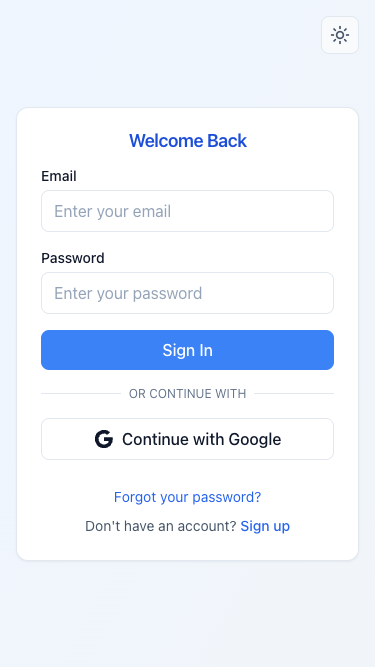 Welcome Back
Email
Enter your email
Password
Enter your password
Sign In
OR CONTINUE WITH
Continue with Google
Forgot your password?
Don't have an account? Sign up